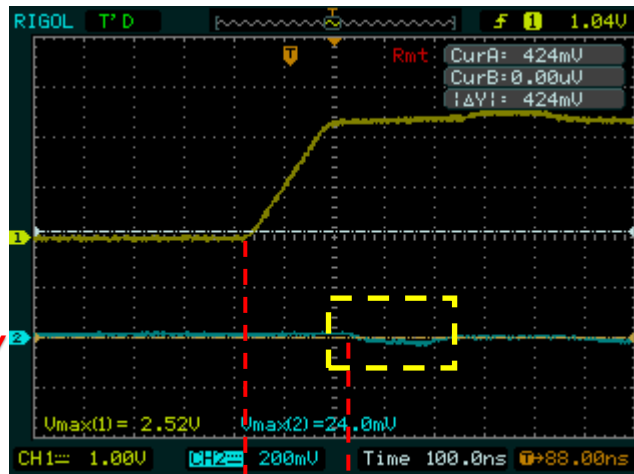 RIGOL T'D T f 1 1.04V
T Rmt CurA: 424mV
CurB:0.00uV
|ΔY|: 424mV
1
2
Vmax(1)= 2.52V Vmax(2)=24.0mV
CH1 1.00V CH2 200mV Time 100.0ns T→88.00ns